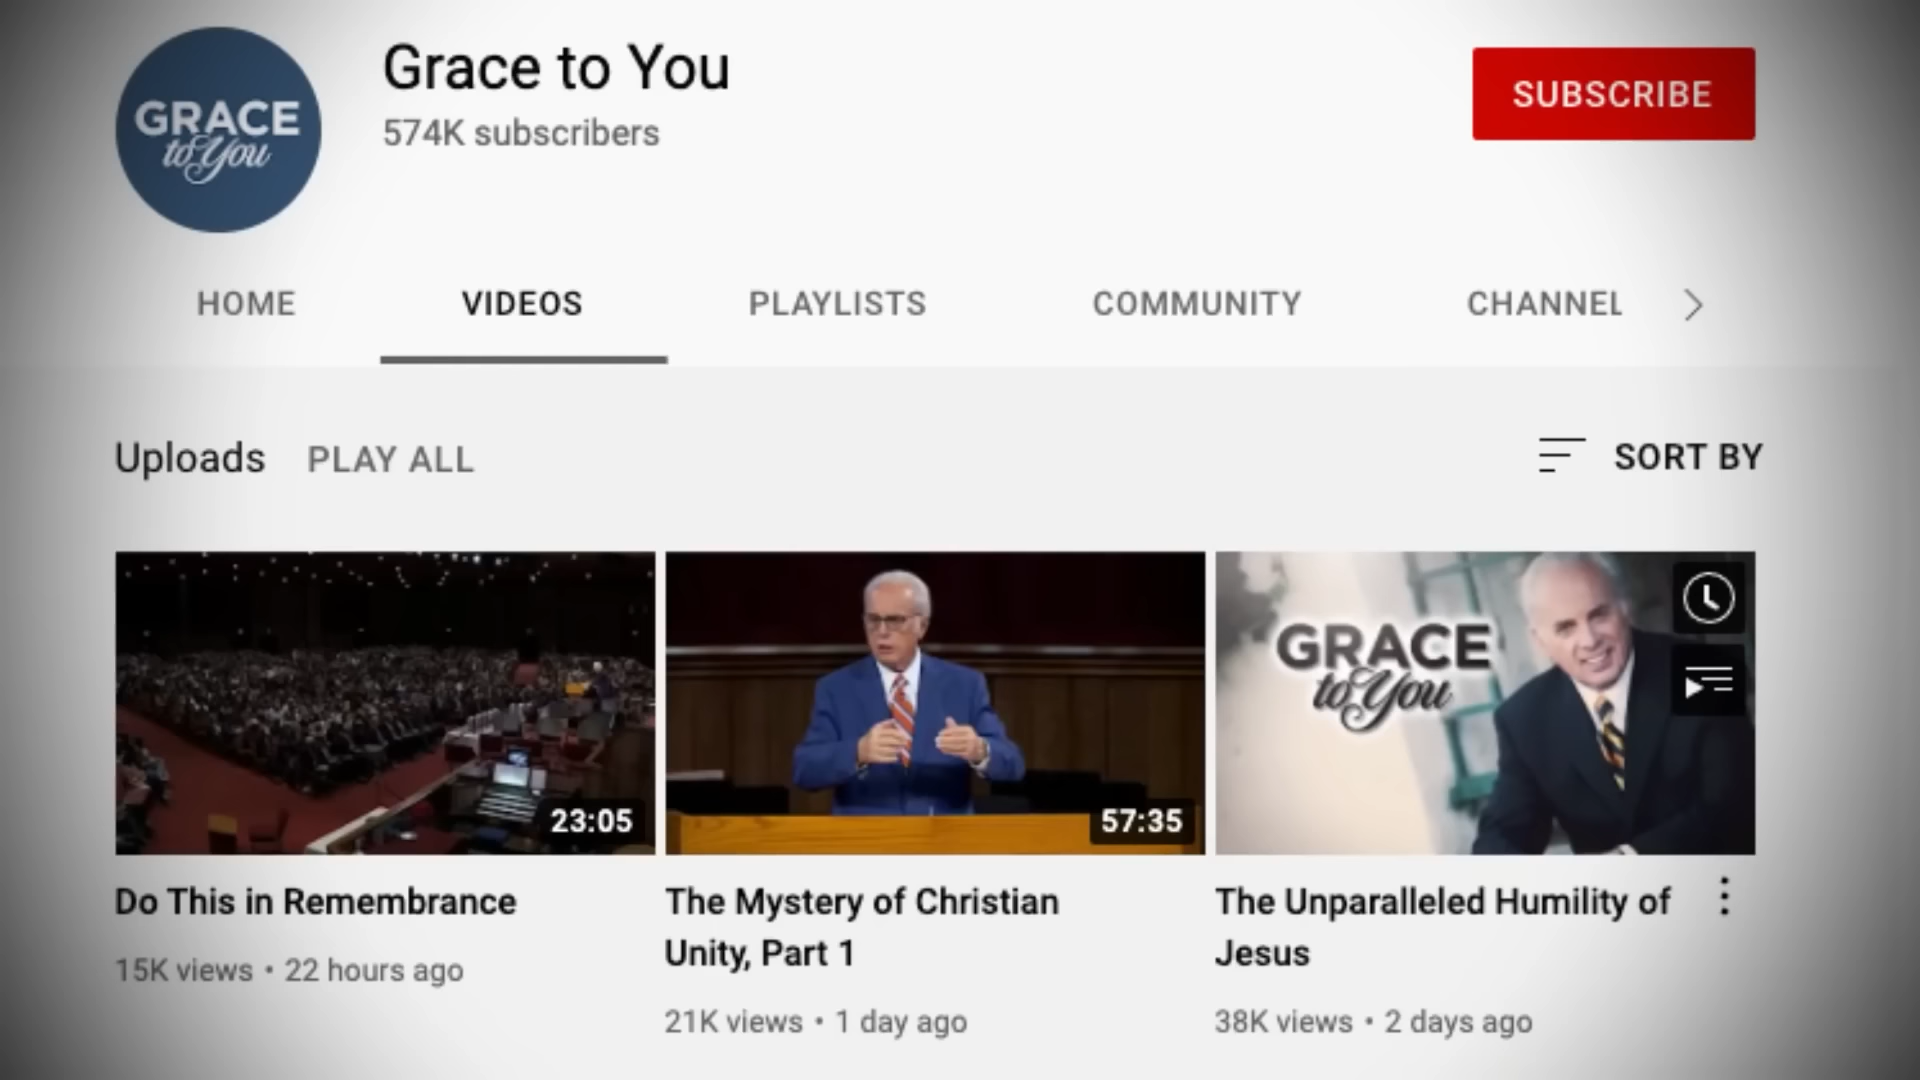 GRACE
to You
Grace to You
574K subscribers
SUBSCRIBE
HOME VIDEOS PLAYLISTS COMMUNITY CHANNEL
Uploads PLAY ALL SORT BY
GRACE
to You
23:05 57:35
Do This in Remembrance
15K views • 22 hours ago
The Mystery of Christian
Unity, Part 1
21K views • 1 day ago
The Unparalleled Humility of
Jesus
38K views • 2 days ago